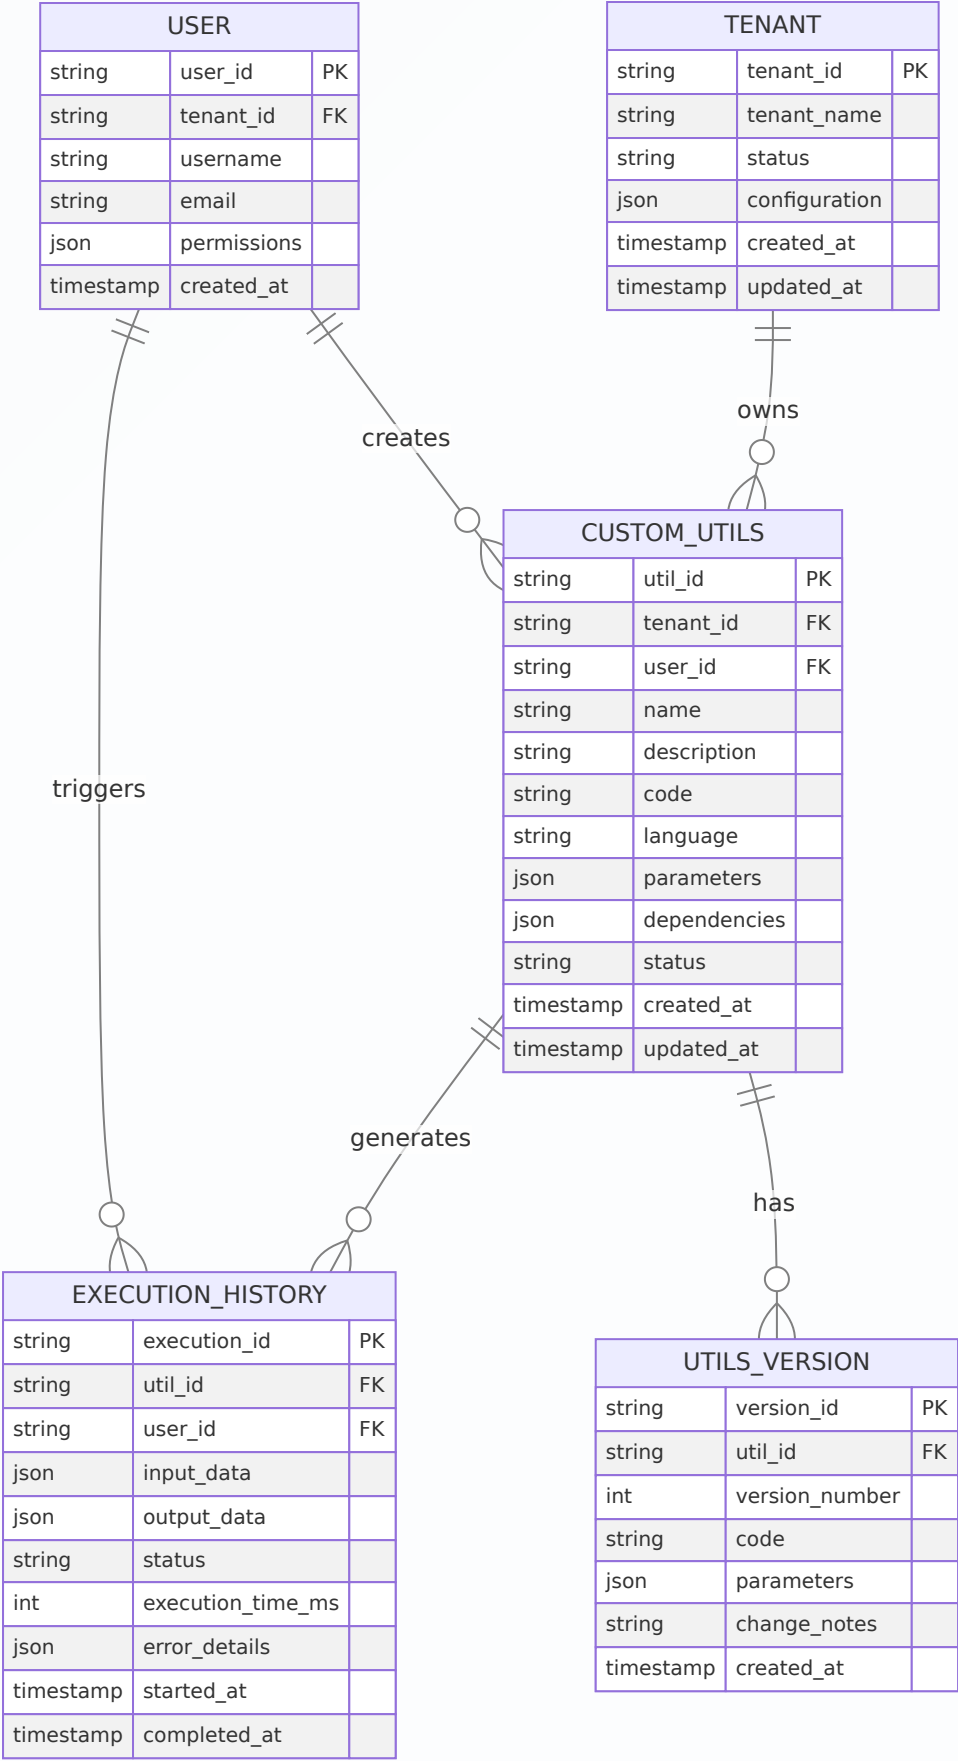 USER
string user_id PK
string tenant_id FK
string username
string email
json permissions
timestamp created_at
TENANT
string tenant_id PK
string tenant_name
string status
json configuration
timestamp created_at
timestamp updated_at
owns
creates
CUSTOM_UTILS
string util_id PK
string tenant_id FK
string user_id FK
string name
string description
string code
string language
json parameters
json dependencies
string status
timestamp created_at
timestamp updated_at
triggers
generates
has
EXECUTION_HISTORY
string execution_id PK
string util_id FK
string user_id FK
json input_data
json output_data
string status
int execution_time_ms
json error_details
timestamp started_at
timestamp completed_at
UTILS_VERSION
string version_id PK
string util_id FK
int version_number
string code
json parameters
string change_notes
timestamp created_at